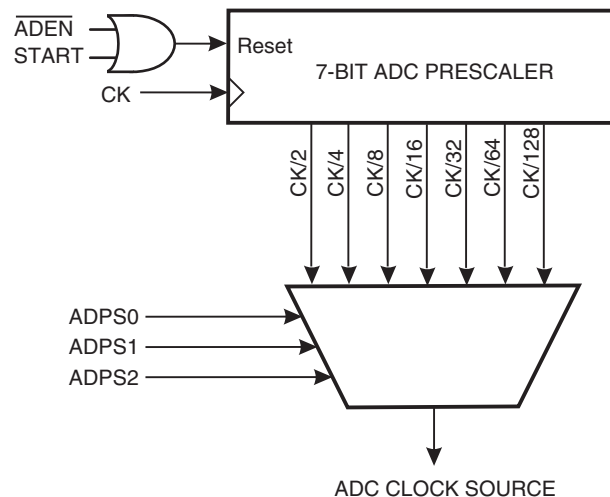 ADEN
START
Reset
7-BIT ADC PRESCALER
CK
CK/2
CK/4
CK/8
CK/16
CK/32
CK/64
CK/128
ADPS0
ADPS1
ADPS2
ADC CLOCK SOURCE